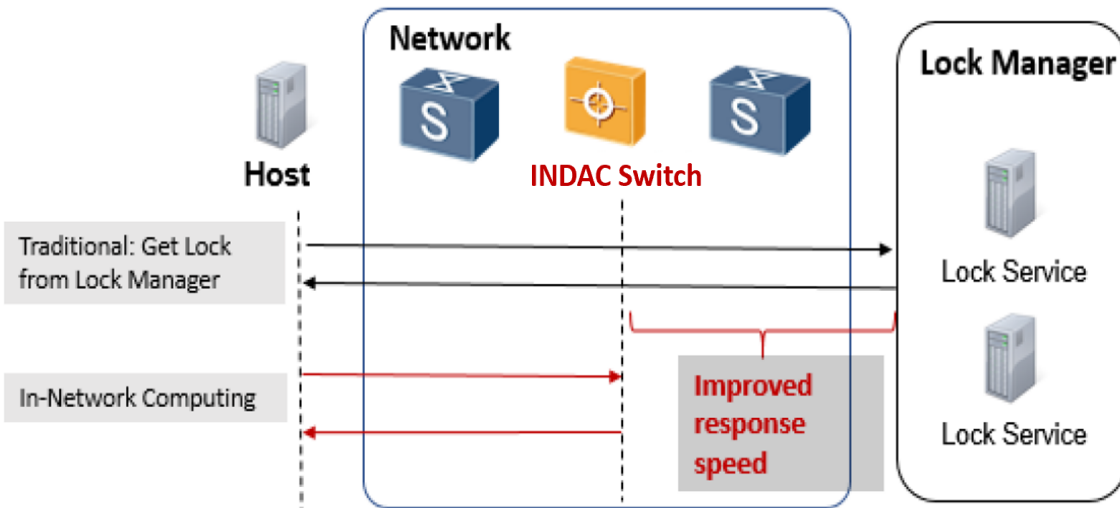 Network
Lock Manager
S
S
Host
INDAC Switch
Traditional: Get Lock
from Lock Manager
Lock Service
In-Network Computing
Improved
response
speed
Lock Service